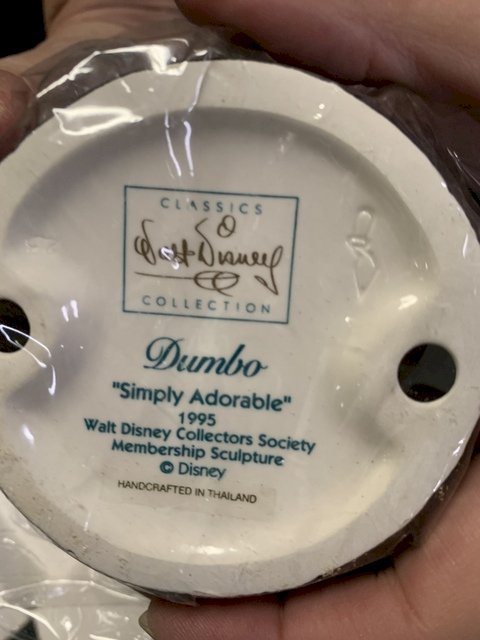 CLASSICS
Walt Disney
COLLECTION
Dumbo
"Simply Adorable"
1995
Walt Disney Collectors Society
Membership Sculpture
© Disney
HANDCRAFTED IN THAILAND